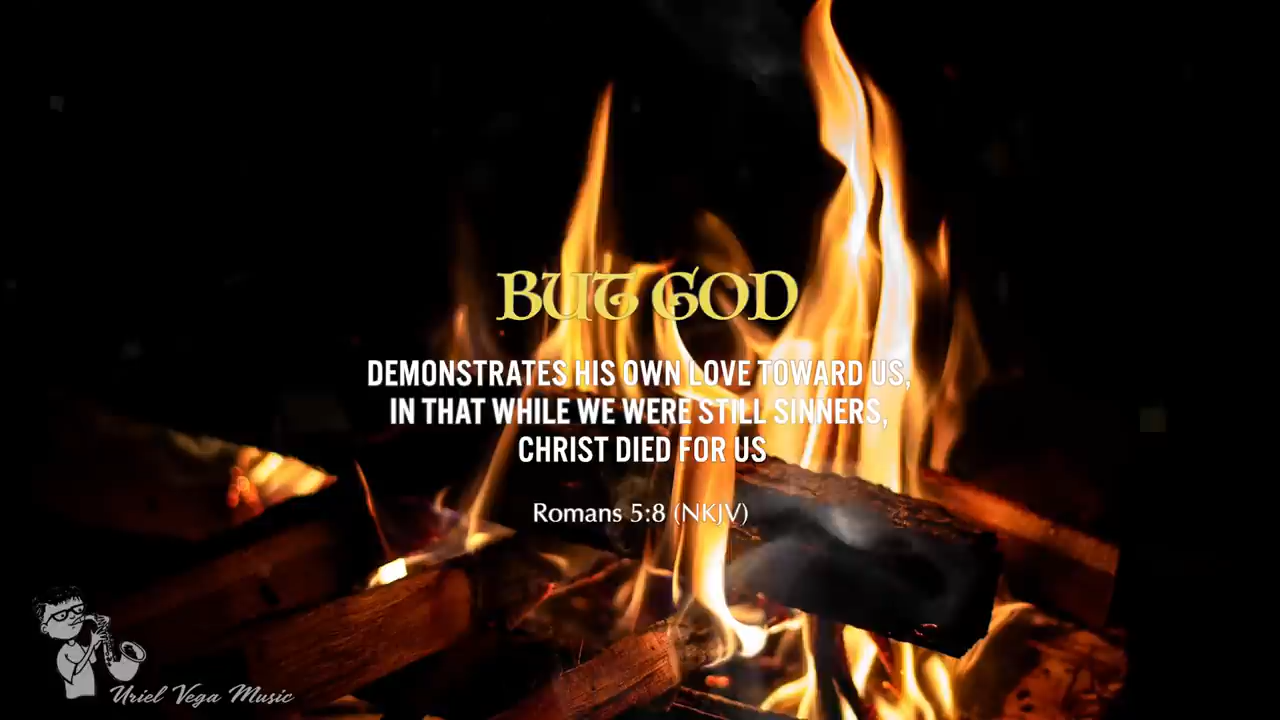 BUT GOD
DEMONSTRATES HIS OWN LOVE TOWARD US,
IN THAT WHILE WE WERE STILL SINNERS,
CHRIST DIED FOR US
Romans 5:8 (NKJV)
Uriel Vega Music